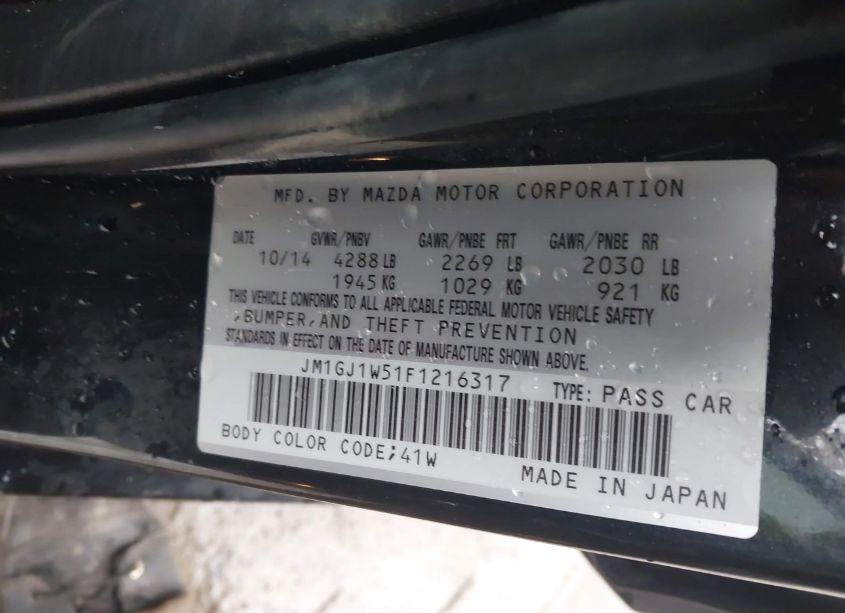 MFD. BY MAZDA MOTOR CORPORATION
DATE GVWR/PNBV GAWR/PNBE FRT GAWR/PNBE RR
10/14 4288 LB 2269 LB 2030 LB
1945 KG 1029 KG 921 KG
THIS VEHICLE CONFORMS TO ALL APPLICABLE FEDERAL MOTOR VEHICLE SAFETY
,BUMPER,AND THEFT PREVENTION
STANDARDS IN EFFECT ON THE DATE OF MANUFACTURE SHOWN ABOVE.
JM1GJ1W51F1216317 TYPE: PASS CAR
BODY COLOR CODE;41W
MADE IN JAPAN